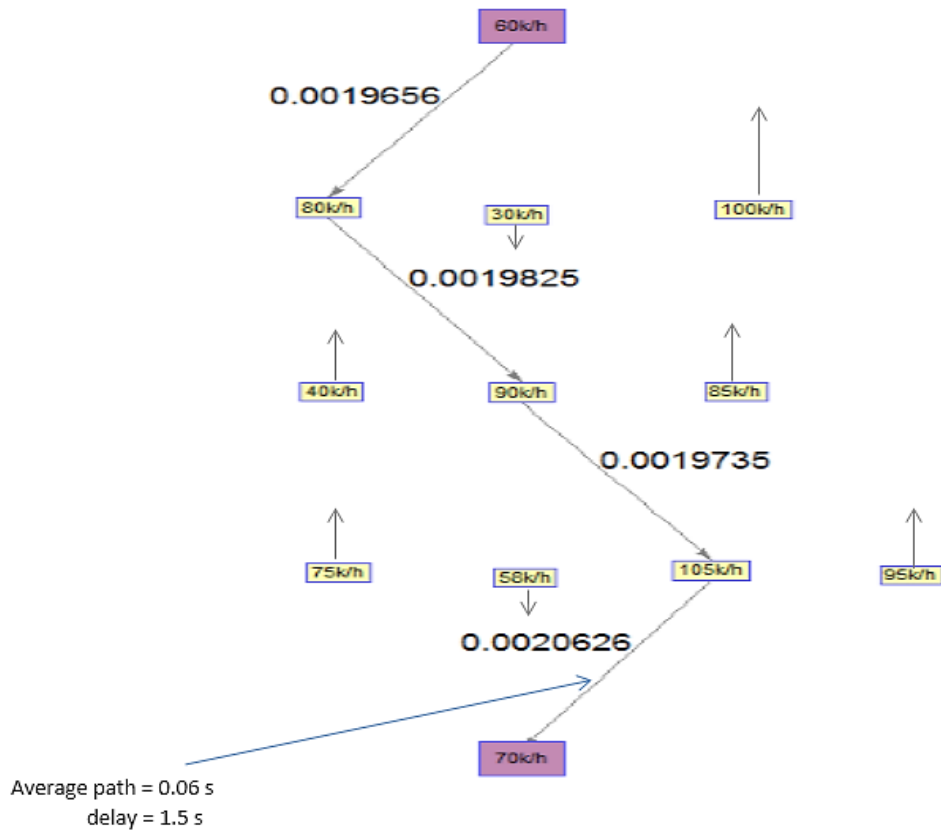 60k/h
0.0019656
80k/h
30k/h
100k/h
0.0019825
40k/h
90k/h
85k/h
0.0019735
75k/h
58k/h
105k/h
95k/h
0.0020626
70k/h
Average path = 0.06 s
delay = 1.5 s